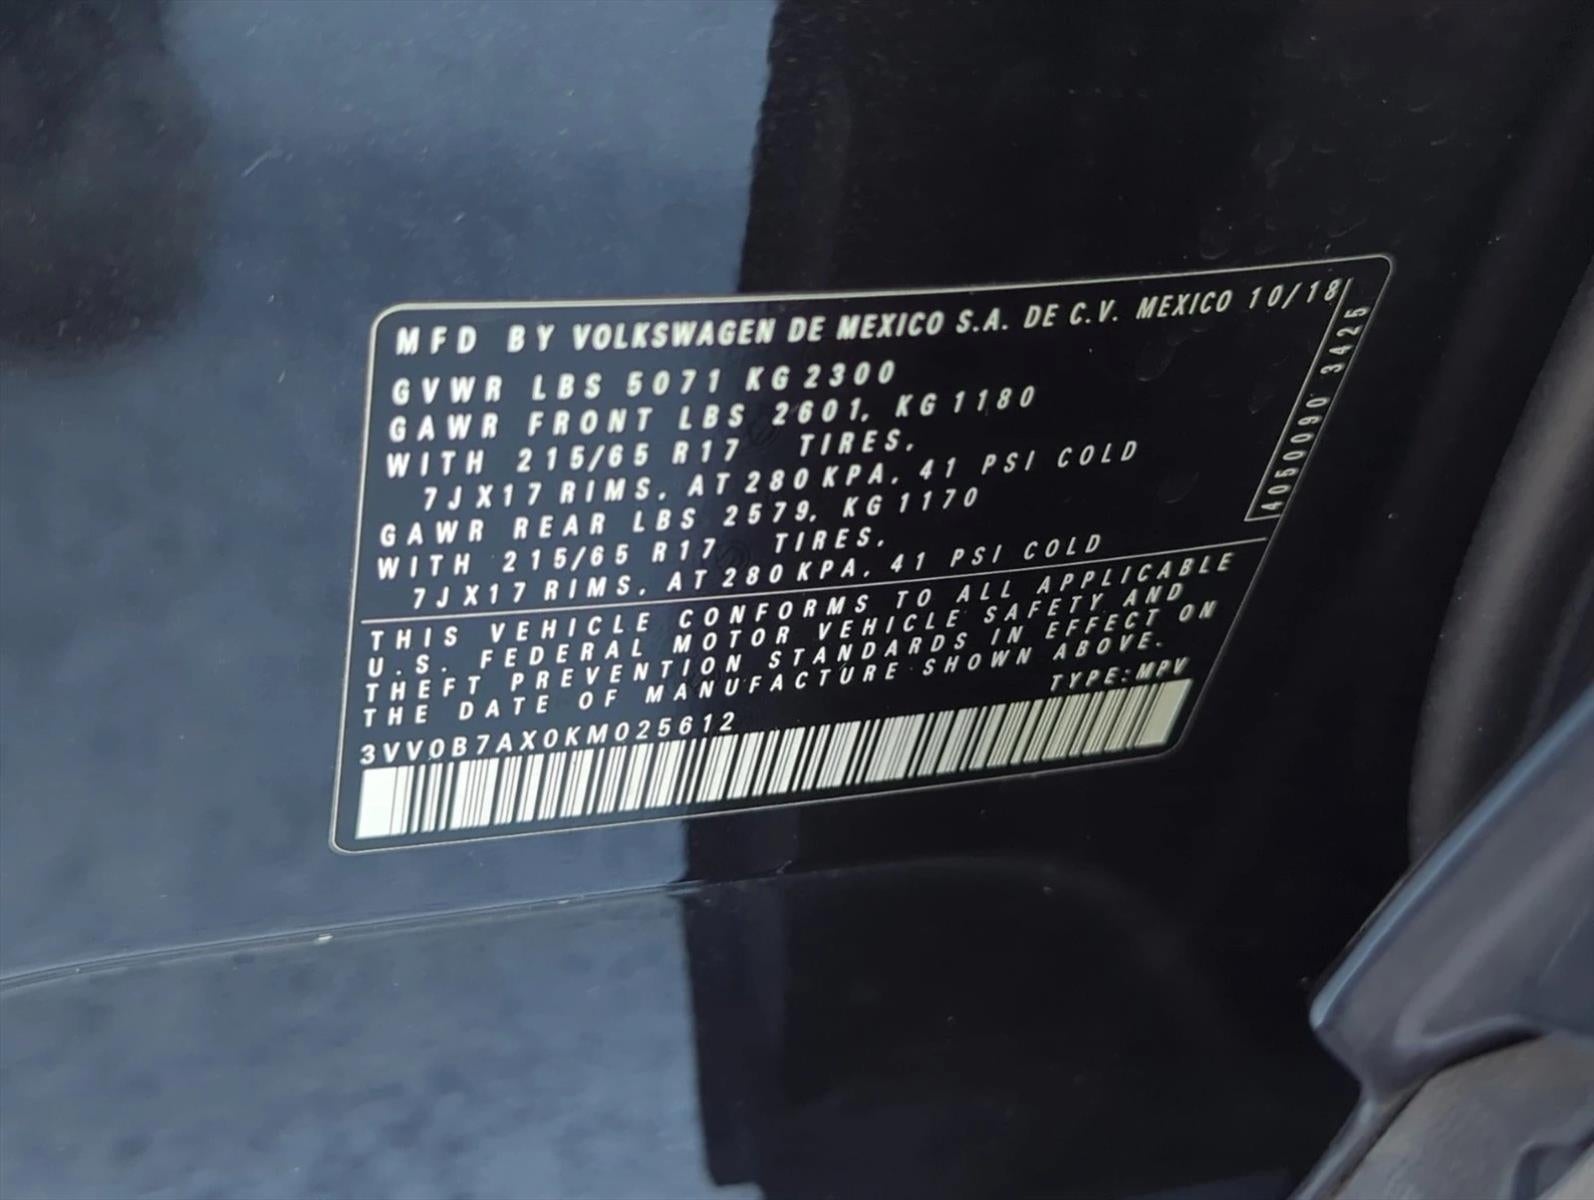 MFD BY VOLKSWAGEN DE MEXICO S.A. DE C.V. MEXICO 10/18
GVWR LBS 5071 KG 2300
GAWR FRONT LBS 2601, KG 1180
WITH 215/65 R17 TIRES,
7JX17 RIMS, AT 280 KPA, 41 PSI COLD
GAWR REAR LBS 2579, KG 1170
WITH 215/65 R17 TIRES,
7JX17 RIMS, AT 280 KPA, 41 PSI COLD
4050090 3425
THIS VEHICLE CONFORMS TO ALL APPLICABLE
U.S. FEDERAL MOTOR VEHICLE SAFETY AND
THEFT PREVENTION STANDARDS IN EFFECT ON
THE DATE OF MANUFACTURE SHOWN ABOVE.
TYPE: MPV
3VV0B7AX0KM025612